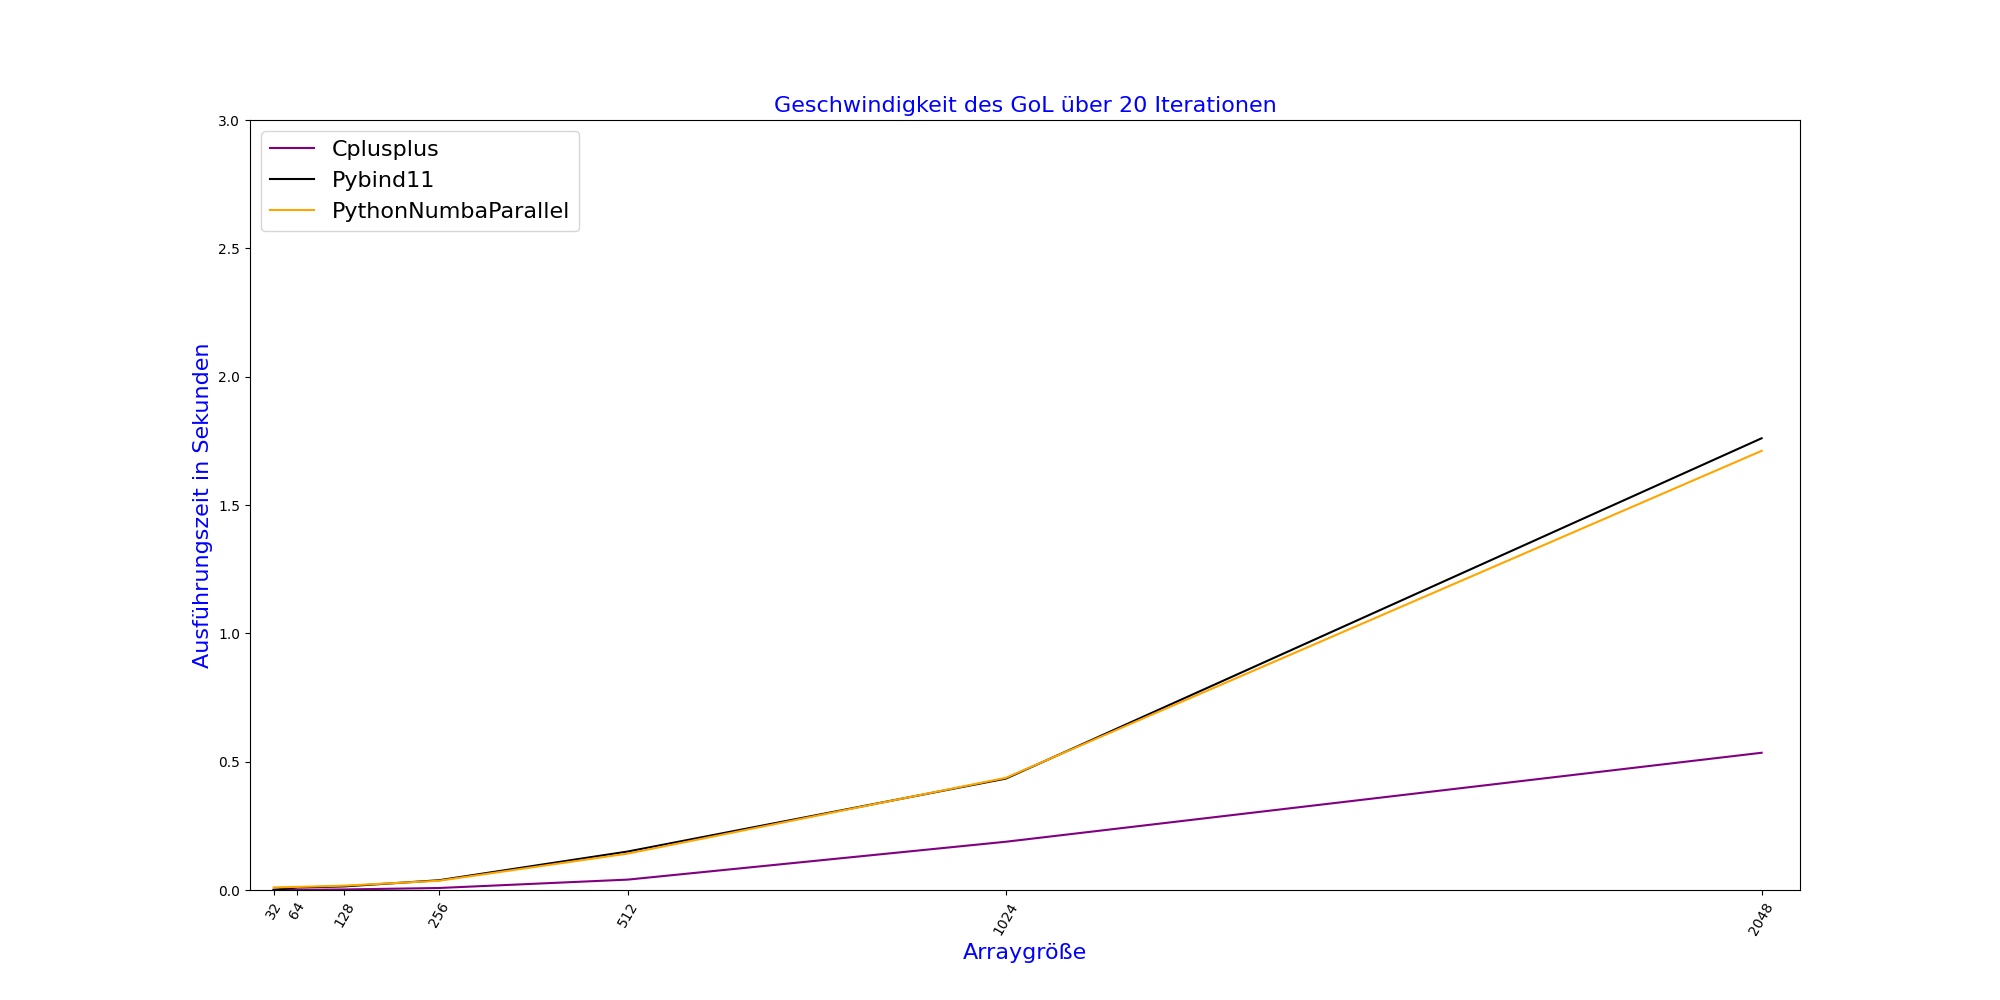 Geschwindigkeit des GoL über 20 Iterationen
3.0
2.5
2.0
1.5
1.0
0.5
0.0
Cplusplus
Pybind11
PythonNumbaParallel
Ausführungszeit in Sekunden
32
64
128
256
512
1024
2048
Arraygröße